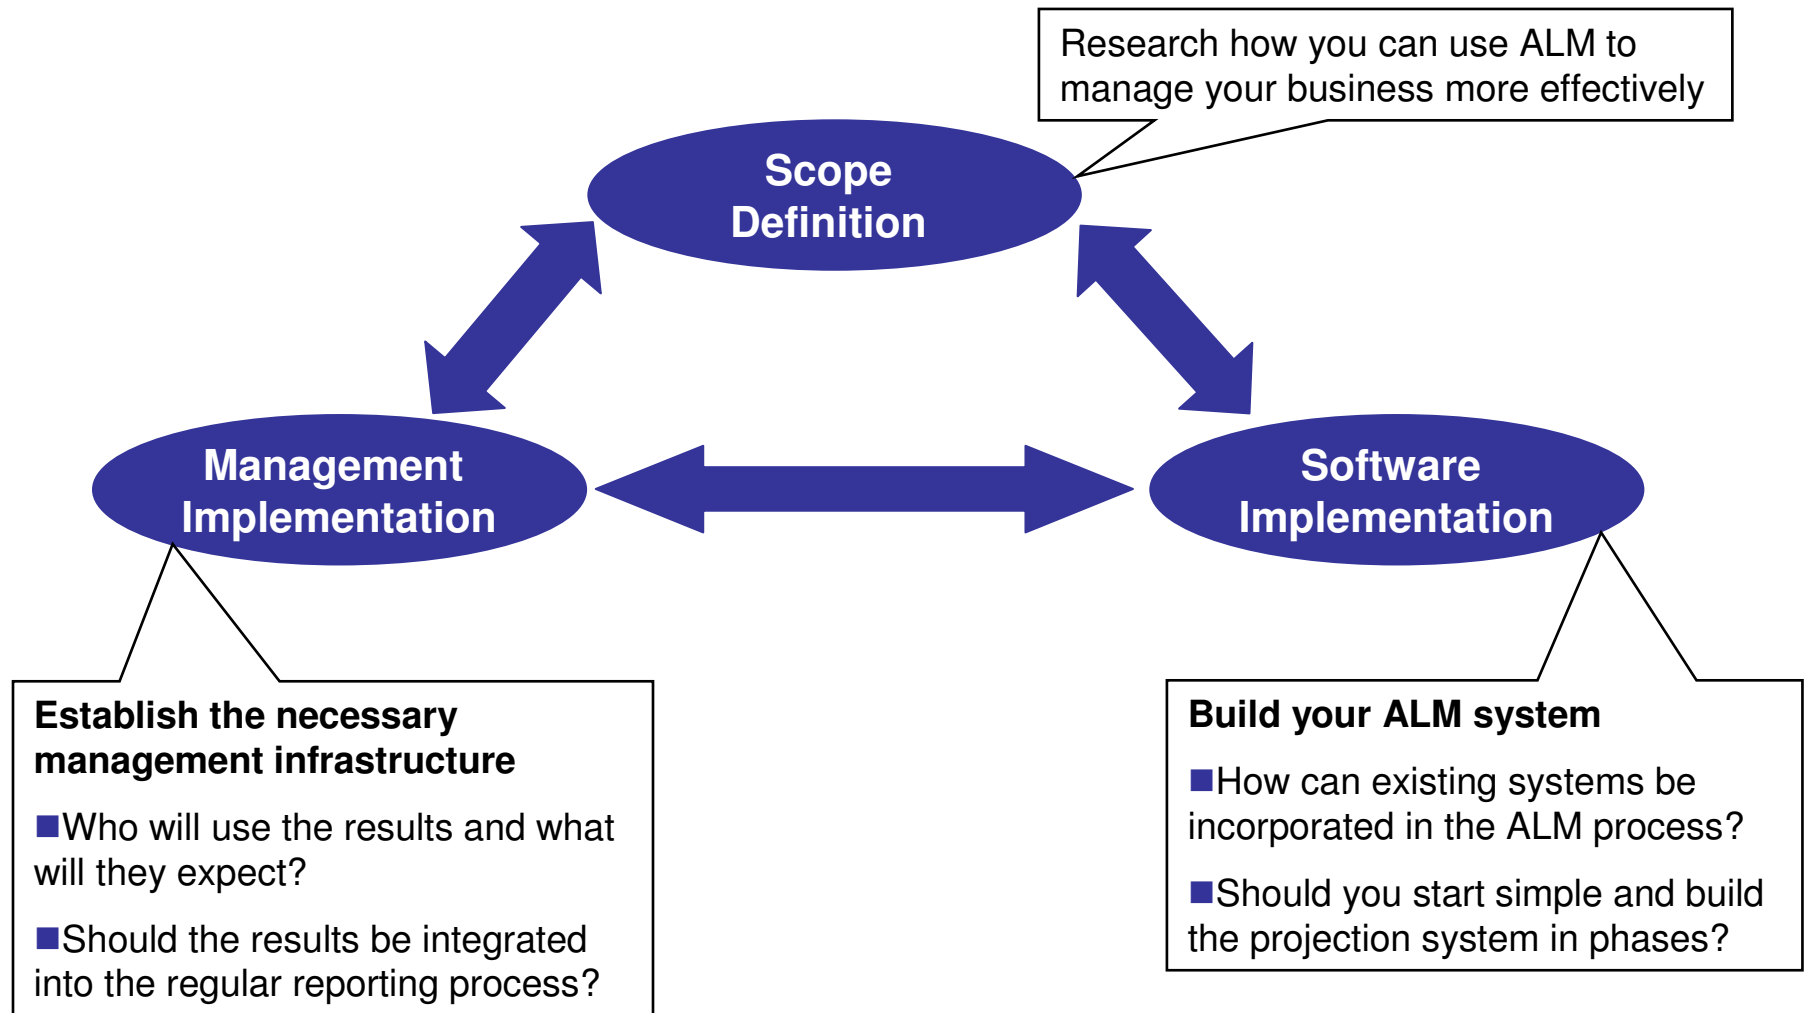 Research how you can use ALM to
manage your business more effectively
Scope
Definition
Management
Implementation
Software
Implementation
Establish the necessary
management infrastructure
■Who will use the results and what
will they expect?
■Should the results be integrated
into the regular reporting process?
Build your ALM system
■How can existing systems be
incorporated in the ALM process?
■Should you start simple and build
the projection system in phases?